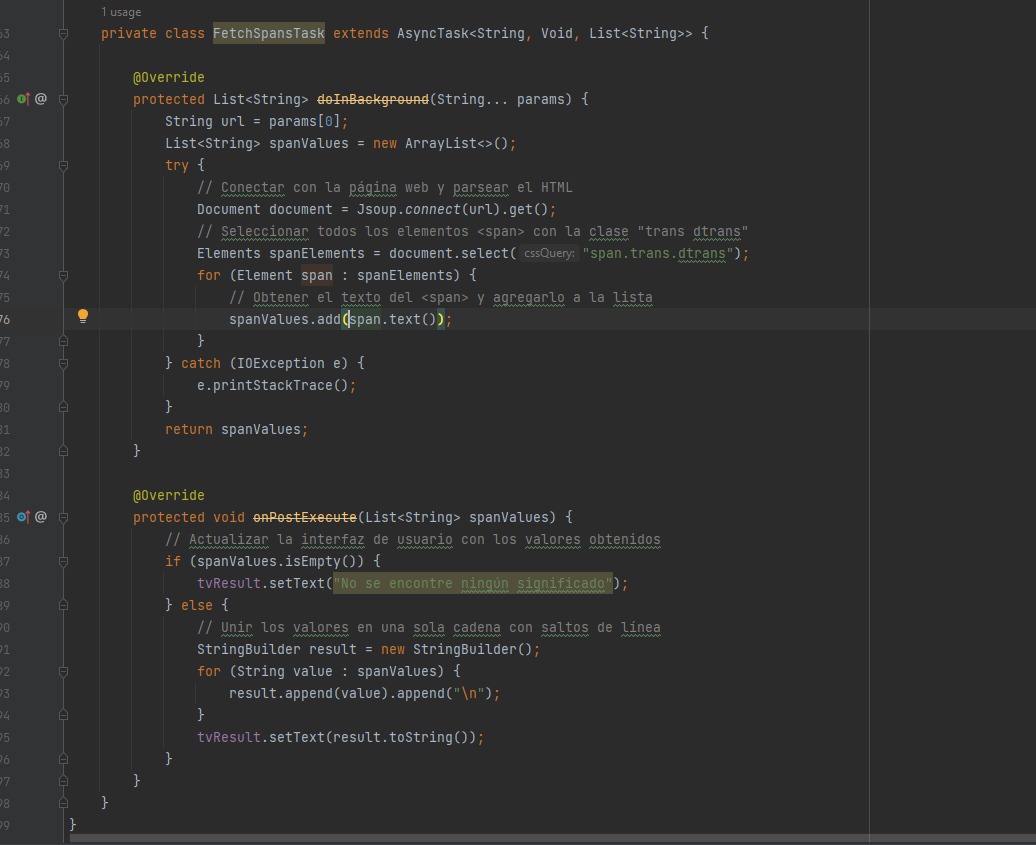 1 usage
63 private class FetchSpansTask extends AsyncTask<String, Void, List<String>> {
64
65 @Override
66 @ protected List<String> doInBackground(String... params) {
67 String url = params[0];
68 List<String> spanValues = new ArrayList<>();
69 try {
70 // Conectar con la página web y parsear el HTML
71 Document document = Jsoup.connect(url).get();
72 // Seleccionar todos los elementos <span> con la clase "trans dtrans"
73 Elements spanElements = document.select( cssQuery: "span.trans.dtrans");
74 for (Element span : spanElements) {
75 // Obtener el texto del <span> y agregarlo a la lista
76 spanValues.add(span.text());
77 }
78 } catch (IOException e) {
79 e.printStackTrace();
80 }
81 return spanValues;
82 }
83
84 @Override
85 @ protected void onPostExecute(List<String> spanValues) {
86 // Actualizar la interfaz de usuario con los valores obtenidos
87 if (spanValues.isEmpty()) {
88 tvResult.setText("No se encontre ningún significado");
89 } else {
90 // Unir los valores en una sola cadena con saltos de línea
91 StringBuilder result = new StringBuilder();
92 for (String value : spanValues) {
93 result.append(value).append("\n");
94 }
95 tvResult.setText(result.toString());
96 }
97 }
98 }
99 }